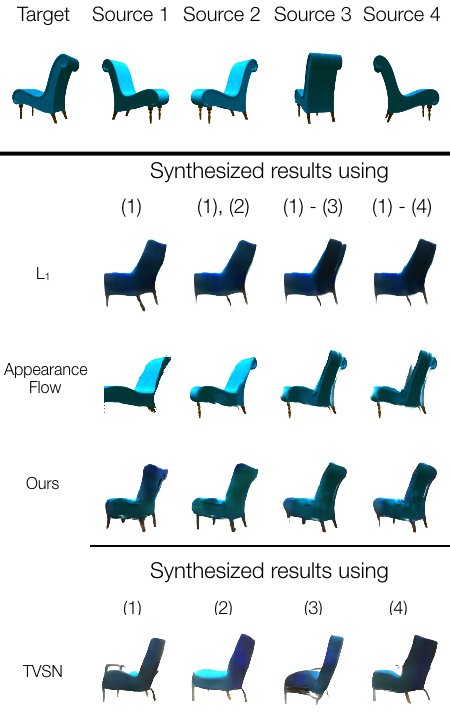 Target Source 1 Source 2 Source 3 Source 4
Synthesized results using
(1) (1), (2) (1) - (3) (1) - (4)
L₁
Appearance
Flow
Ours
Synthesized results using
(1) (2) (3) (4)
TVSN